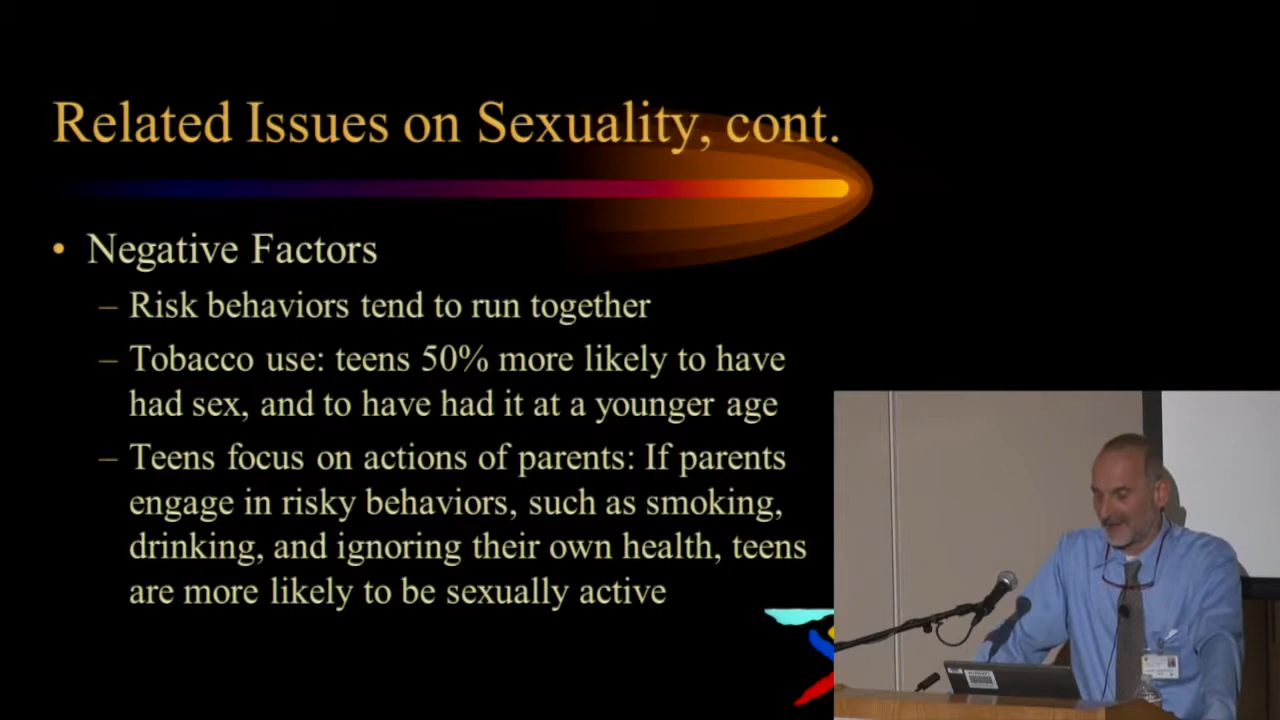 Related Issues on Sexuality, cont.
• Negative Factors
– Risk behaviors tend to run together
– Tobacco use: teens 50% more likely to have
had sex, and to have had it at a younger age
– Teens focus on actions of parents: If parents
engage in risky behaviors, such as smoking,
drinking, and ignoring their own health, teens
are more likely to be sexually active